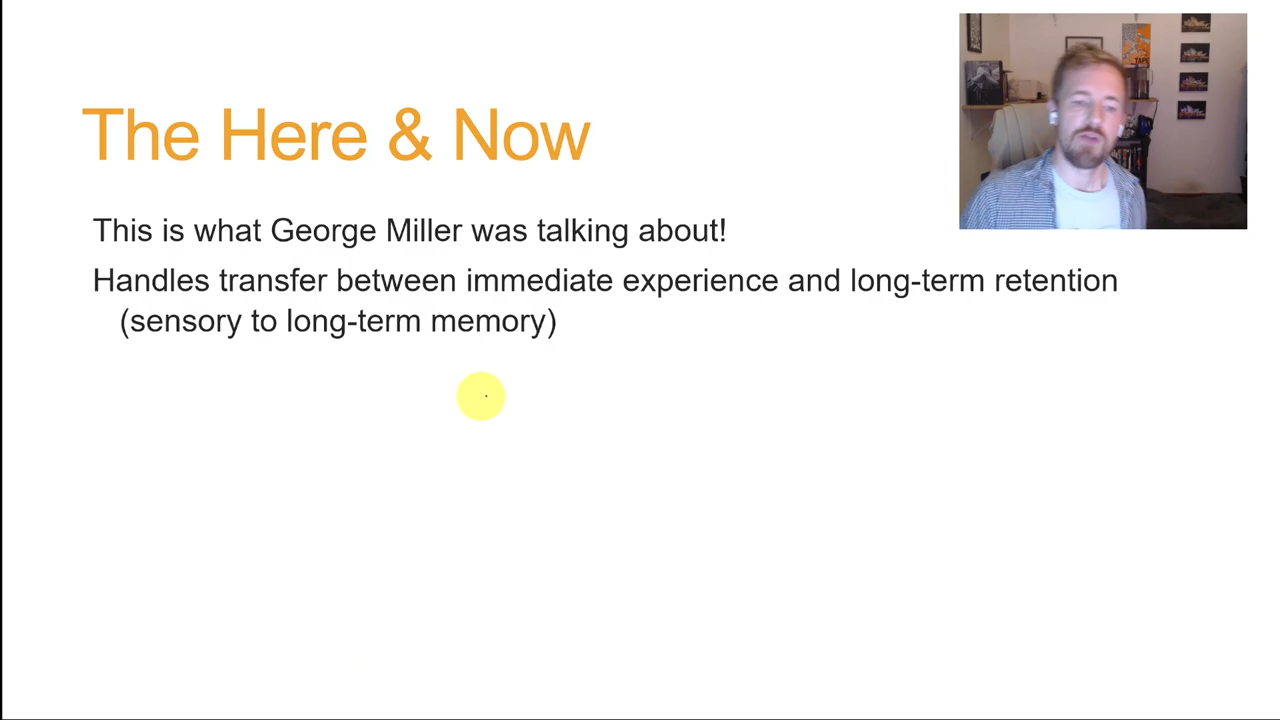 The Here & Now
This is what George Miller was talking about!
Handles transfer between immediate experience and long-term retention
(sensory to long-term memory)
TAPE